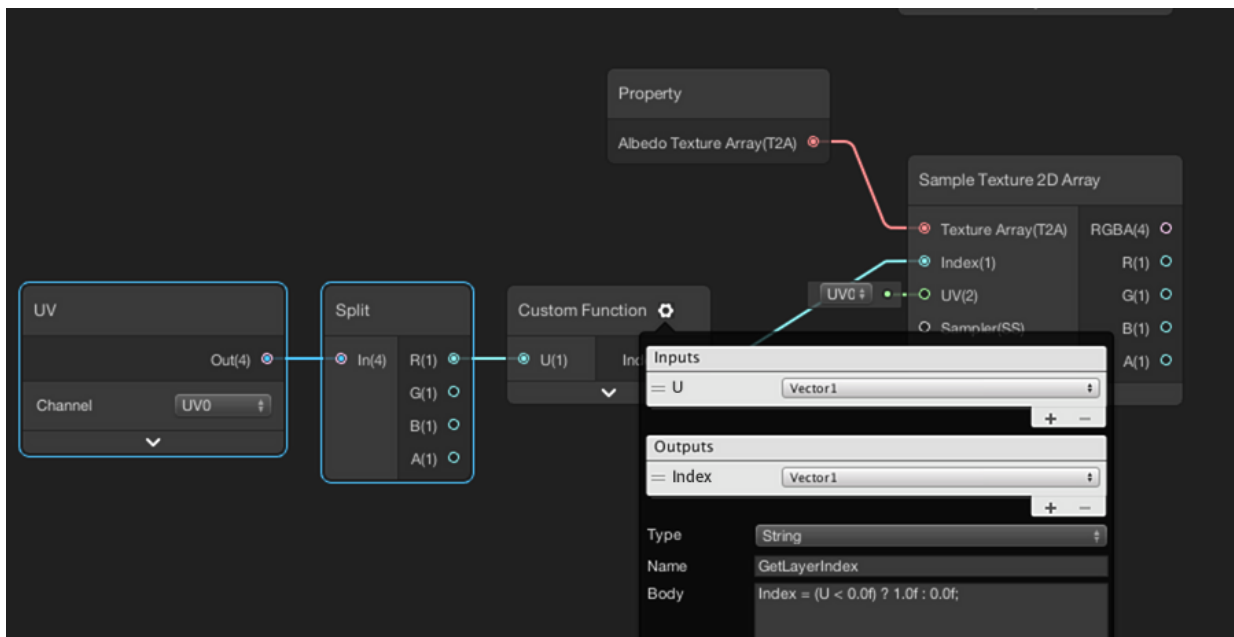 Property
Albedo Texture Array(T2A)
Sample Texture 2D Array
Texture Array(T2A) RGBA(4)
Index(1) R(1)
UV0 UV(2) G(1)
Sampler(SS) B(1)
A(1)
UV
Out(4)
Channel UV0
Split
In(4) R(1)
G(1)
B(1)
A(1)
Custom Function
U(1)
Inputs
= U Vector1
+ −
Outputs
= Index Vector1
+ −
Type String
Name GetLayerIndex
Body Index = (U < 0.0f) ? 1.0f : 0.0f;